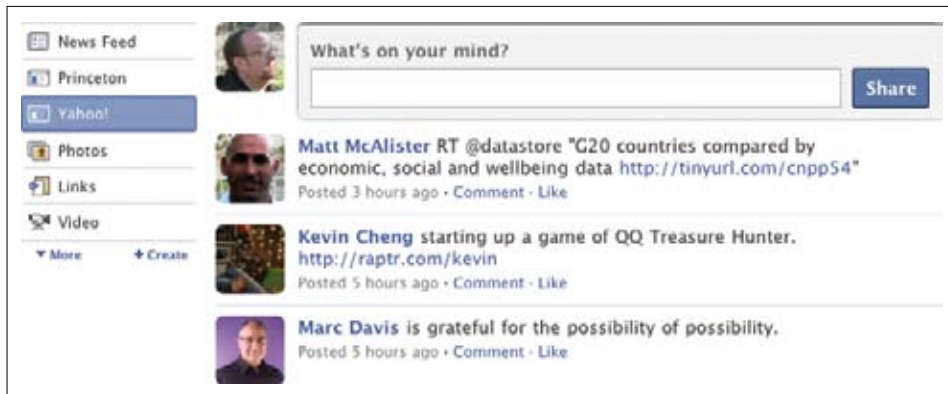 News Feed
Princeton
Yahoo!
Photos
Links
Video
More + Create
What's on your mind?
Share
Matt McAlister RT @datastore "G20 countries compared by
economic, social and wellbeing data http://tinyurl.com/cnpp54"
Posted 3 hours ago · Comment · Like
Kevin Cheng starting up a game of QQ Treasure Hunter.
http://raptr.com/kevin
Posted 5 hours ago · Comment · Like
Marc Davis is grateful for the possibility of possibility.
Posted 5 hours ago · Comment · Like